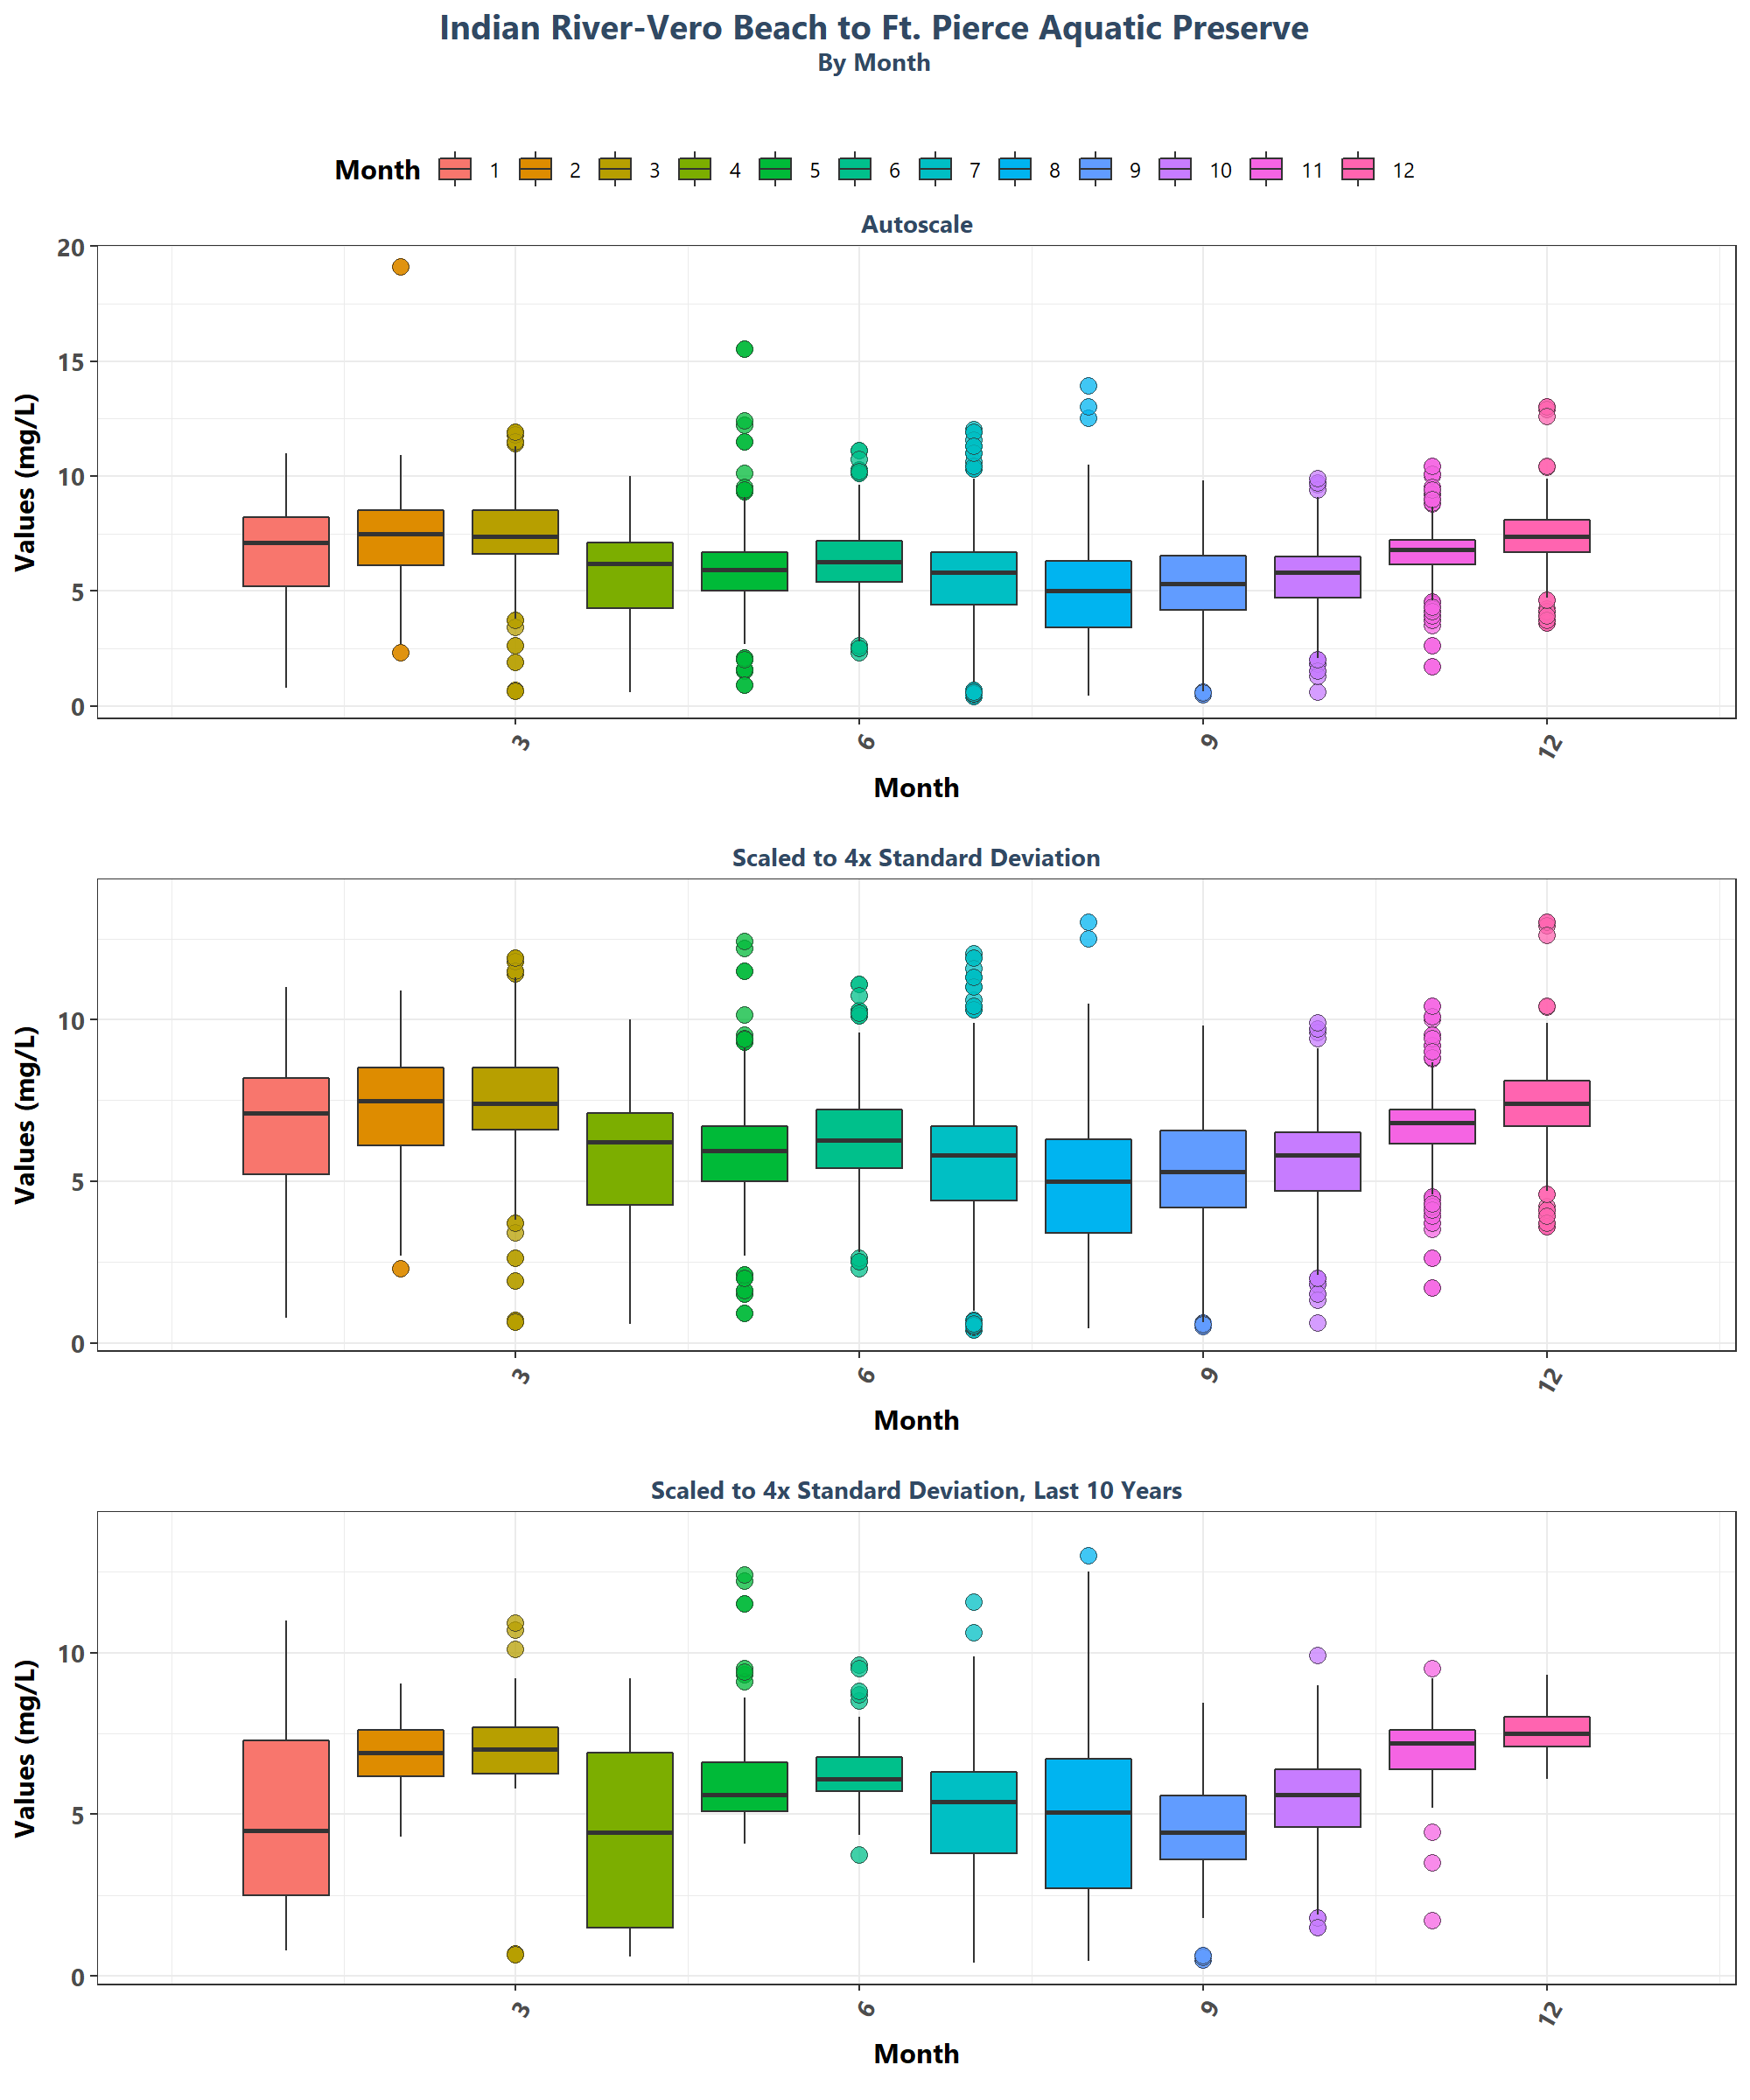 Indian River-Vero Beach to Ft. Pierce Aquatic Preserve
By Month
Month 1 2 3 4 5 6 7 8 9 10 11 12
Autoscale
Values (mg/L)
20
15
10
5
0
3 6 9 12
Month
Scaled to 4x Standard Deviation
Values (mg/L)
10
5
0
3 6 9 12
Month
Scaled to 4x Standard Deviation, Last 10 Years
Values (mg/L)
10
5
0
3 6 9 12
Month